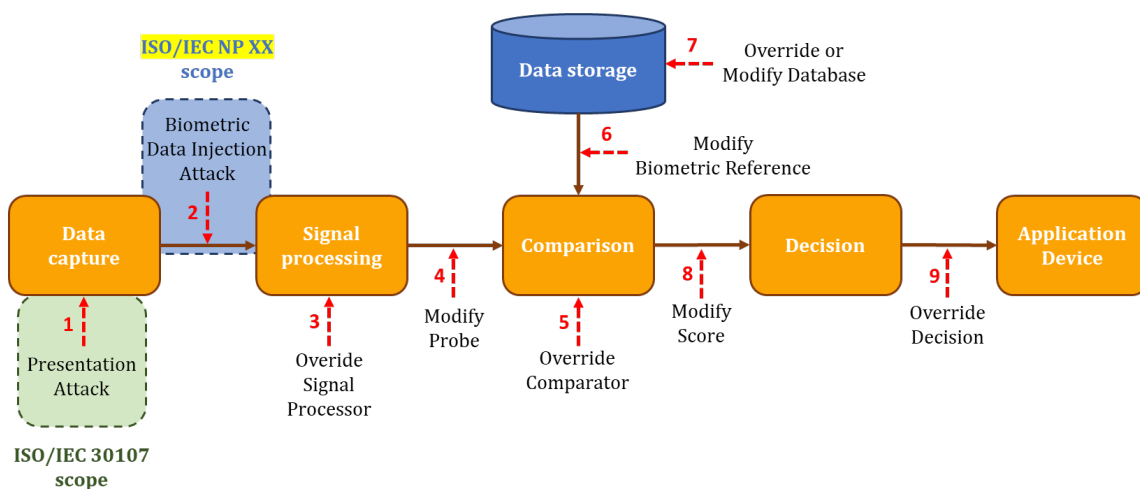 ISO/IEC NP XX
scope
Biometric
Data Injection
Attack
2
Data storage
7
Override or
Modify Database
6
Modify
Biometric Reference
Data
capture
Signal
processing
Comparison
Decision
Application
Device
1
Presentation
Attack
ISO/IEC 30107
scope
3
Overide
Signal
Processor
4
Modify
Probe
5
Override
Comparator
8
Modify
Score
9
Override
Decision